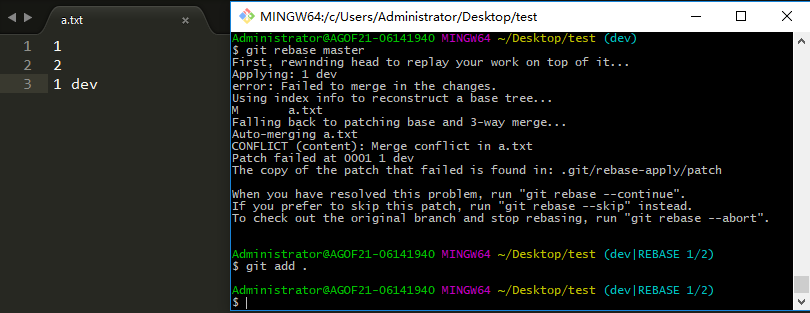 a.txt
1 1
2 2
3 1 dev
MINGW64:/c/Users/Administrator/Desktop/test
Administrator@AGOF21-06141940 MINGW64 ~/Desktop/test (dev)
$ git rebase master
First, rewinding head to replay your work on top of it...
Applying: 1 dev
error: Failed to merge in the changes.
Using index info to reconstruct a base tree...
M       a.txt
Falling back to patching base and 3-way merge...
Auto-merging a.txt
CONFLICT (content): Merge conflict in a.txt
Patch failed at 0001 1 dev
The copy of the patch that failed is found in: .git/rebase-apply/patch
When you have resolved this problem, run "git rebase --continue".
If you prefer to skip this patch, run "git rebase --skip" instead.
To check out the original branch and stop rebasing, run "git rebase --abort".
Administrator@AGOF21-06141940 MINGW64 ~/Desktop/test (dev|REBASE 1/2)
$ git add .
Administrator@AGOF21-06141940 MINGW64 ~/Desktop/test (dev|REBASE 1/2)
$